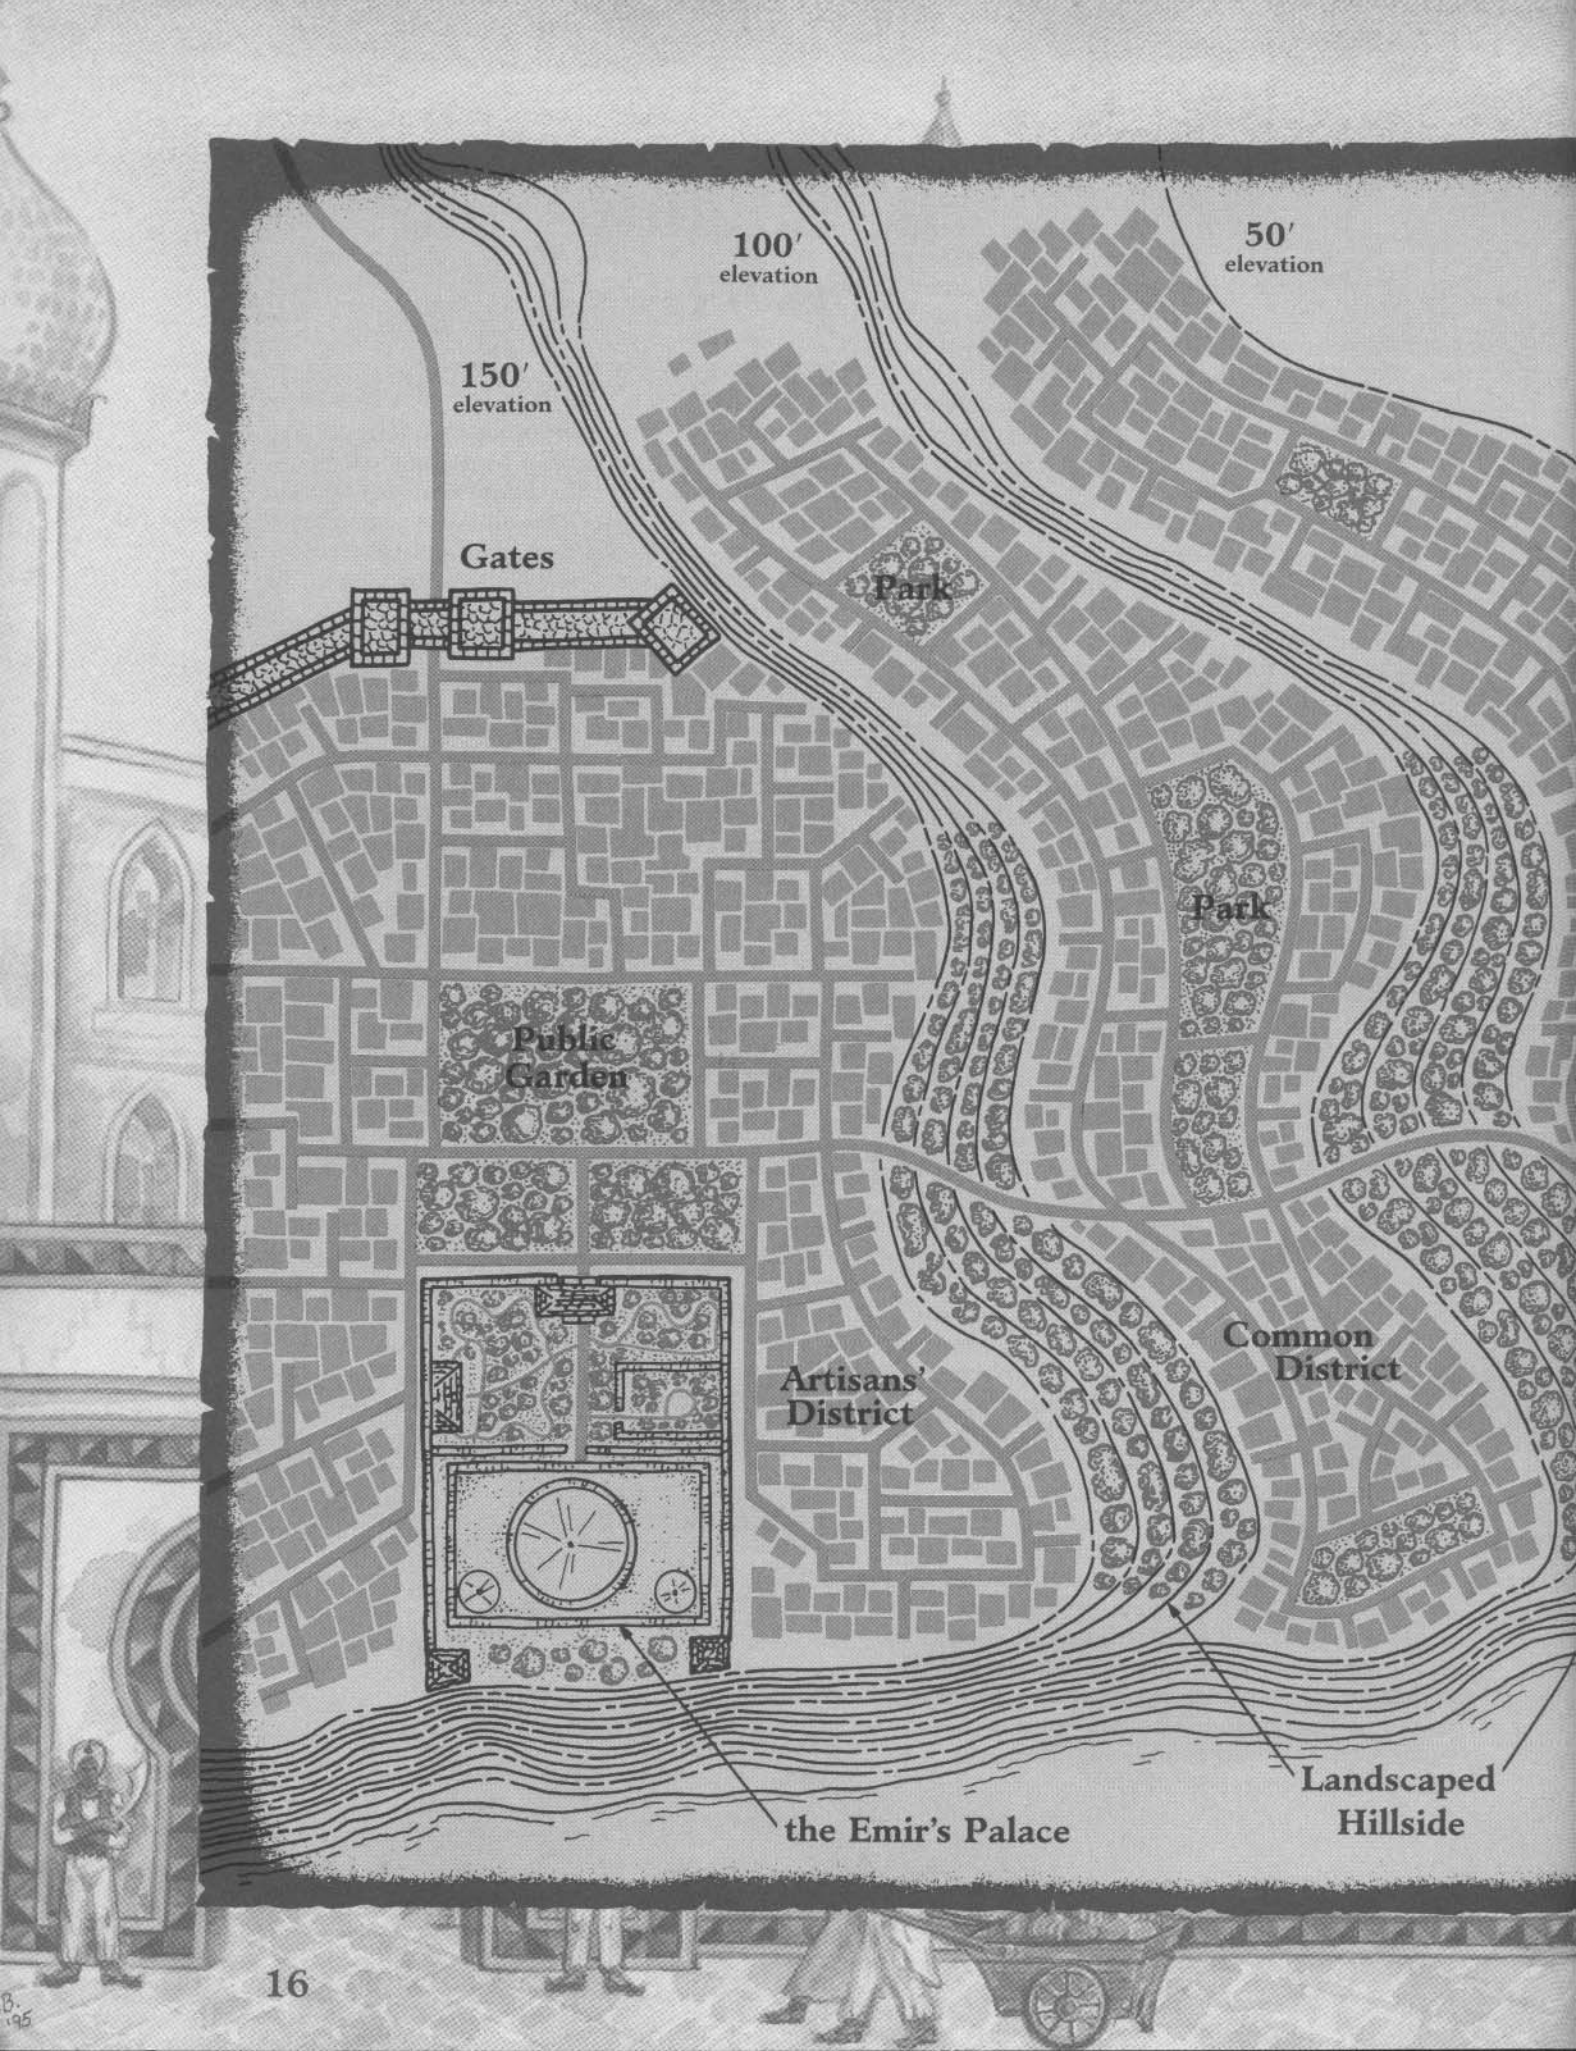 50′
elevation
100′
elevation
150′
elevation
Gates
Park
Park
Public
Garden
Common
District
Artisans'
District
Landscaped
Hillside
the Emir's Palace
16
B.
'95